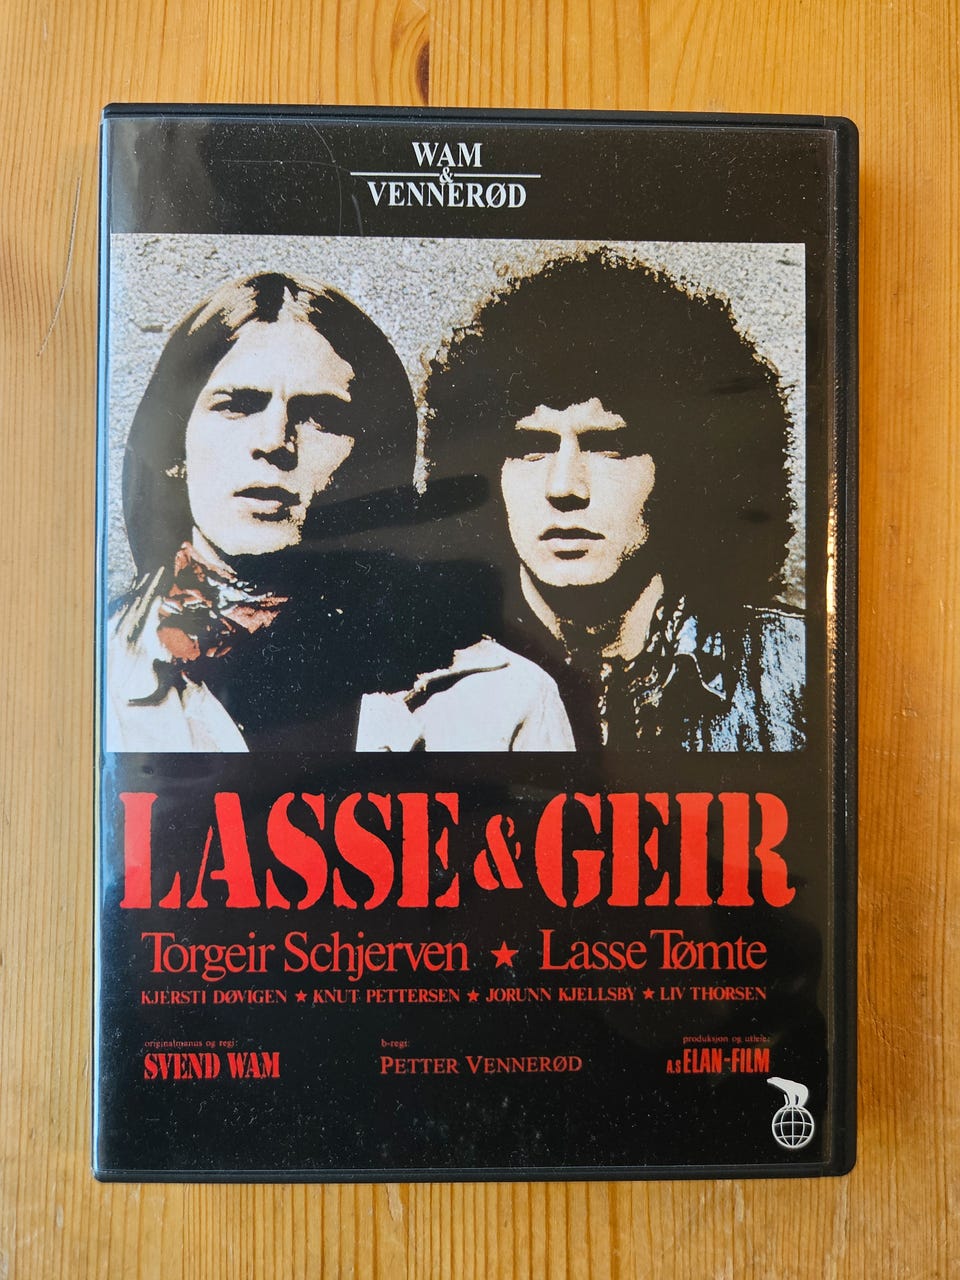 WAM
&
VENNERØD
LASSE & GEIR
Torgeir Schjerven ★ Lasse Tømte
KJERSTI DØVIGEN ★ KNUT PETTERSEN ★ JORUNN KJELLSBY ★ LIV THORSEN
originalmanus og regi: b-regi: produksjon og utleie:
SVEND WAM PETTER VENNERØD A.S ELAN-FILM